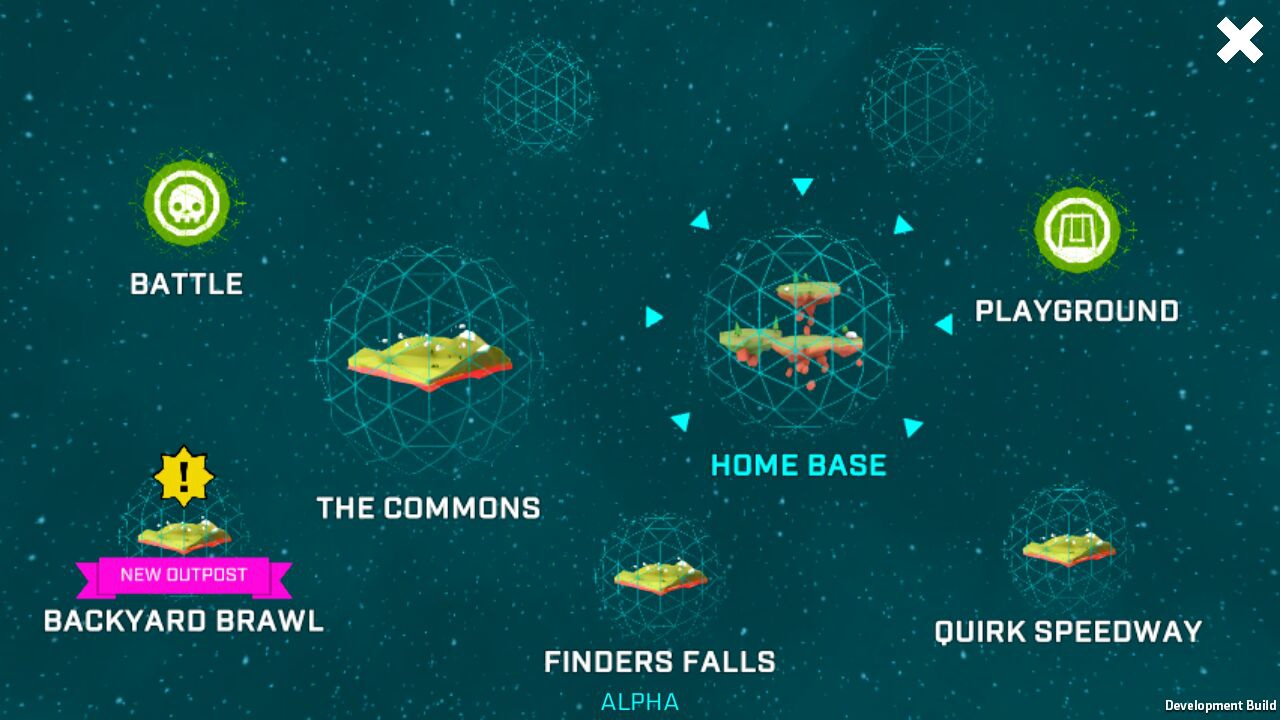 BATTLE
PLAYGROUND
HOME BASE
THE COMMONS
!
NEW OUTPOST
BACKYARD BRAWL
QUIRK SPEEDWAY
FINDERS FALLS
ALPHA
Development Build